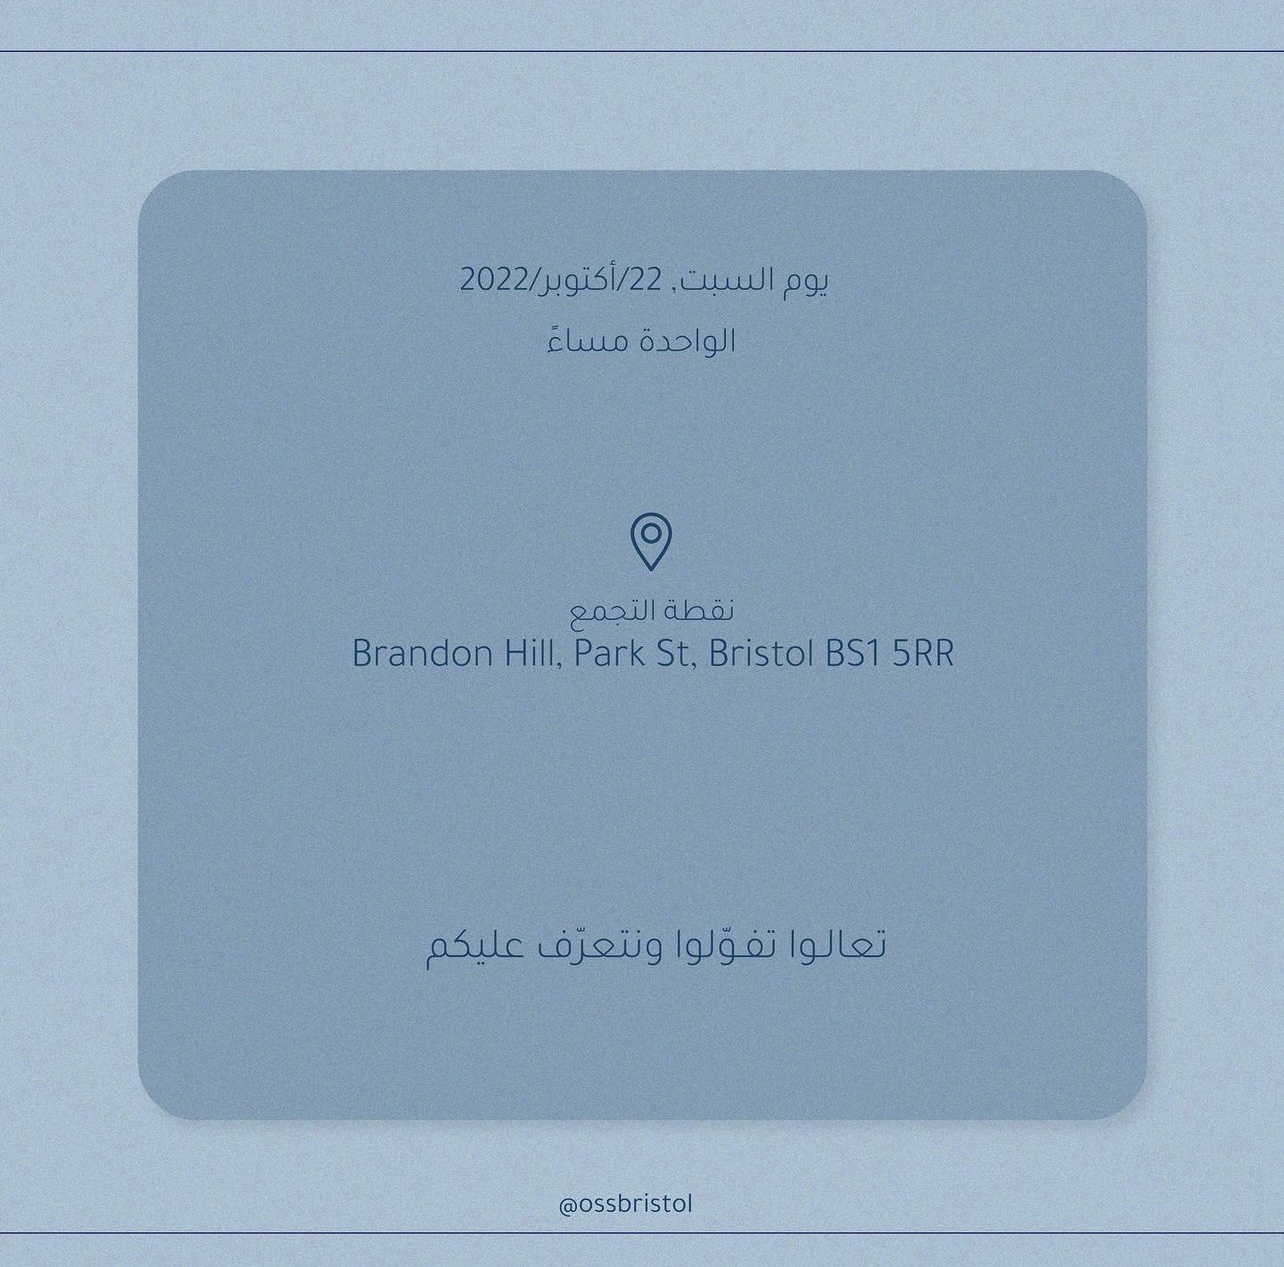 يوم السبت, 22/أكتوبر/2022
الواحدة مساءً
نقطة التجمع
Brandon Hill, Park St, Bristol BS1 5RR
تعالوا تفوّلوا ونتعرّف عليكم
@ossbristol